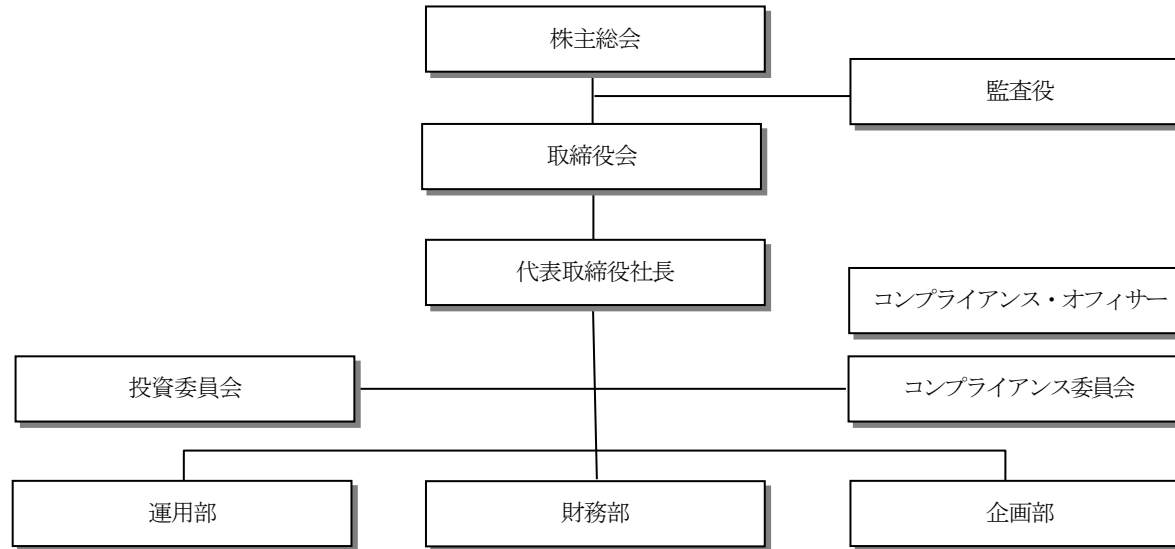 株主総会
監査役
取締役会
代表取締役社長
コンプライアンス・オフィサー
投資委員会
コンプライアンス委員会
運用部
財務部
企画部